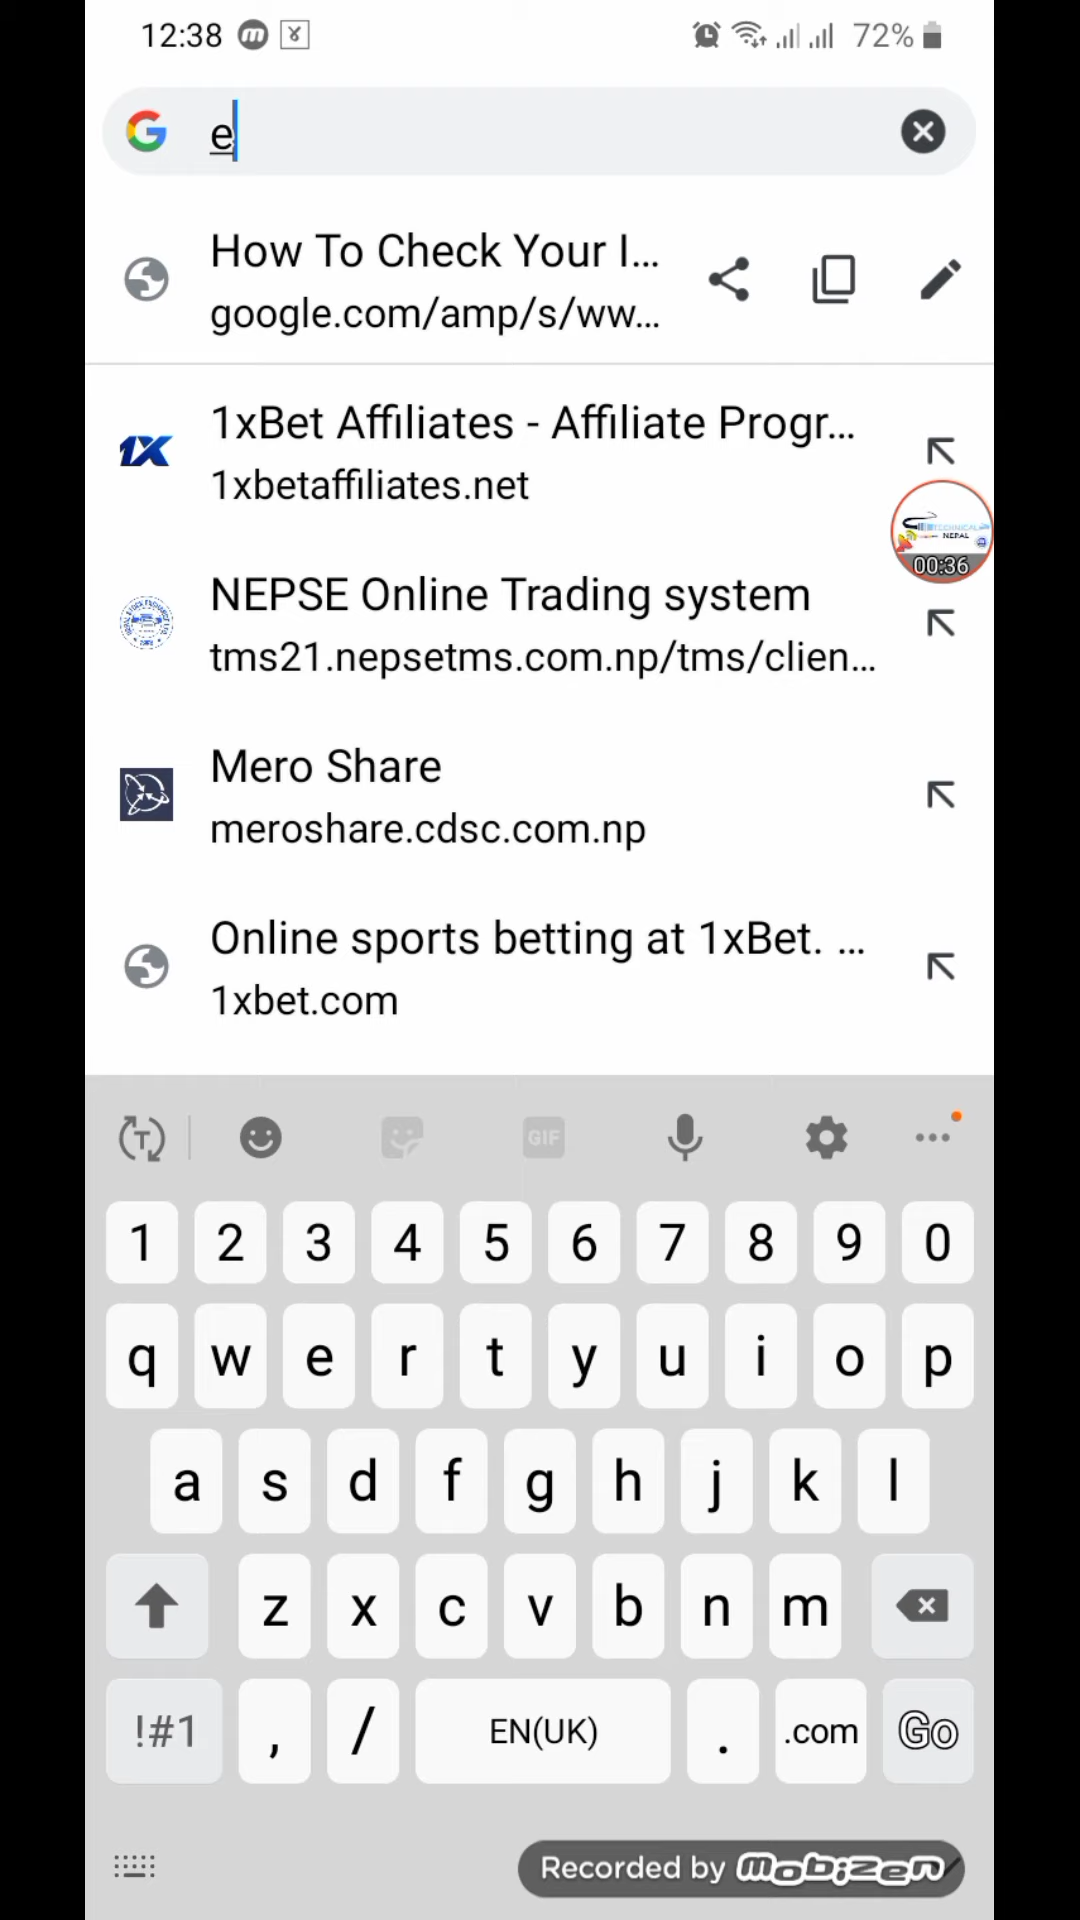 12:38 72%
e
How To Check Your I...
google.com/amp/s/ww...
1xBet Affiliates - Affiliate Progr...
1xbetaffiliates.net
TECHNICAL
NEPAL
00:36
NEPSE Online Trading system
tms21.nepsetms.com.np/tms/clien...
Mero Share
meroshare.cdsc.com.np
Online sports betting at 1xBet. ...
1xbet.com
T GIF
1 2 3 4 5 6 7 8 9 0
q w e r t y u i o p
a s d f g h j k l
z x c v b n m
!#1 , / EN(UK) . .com Go
Recorded by mobizen